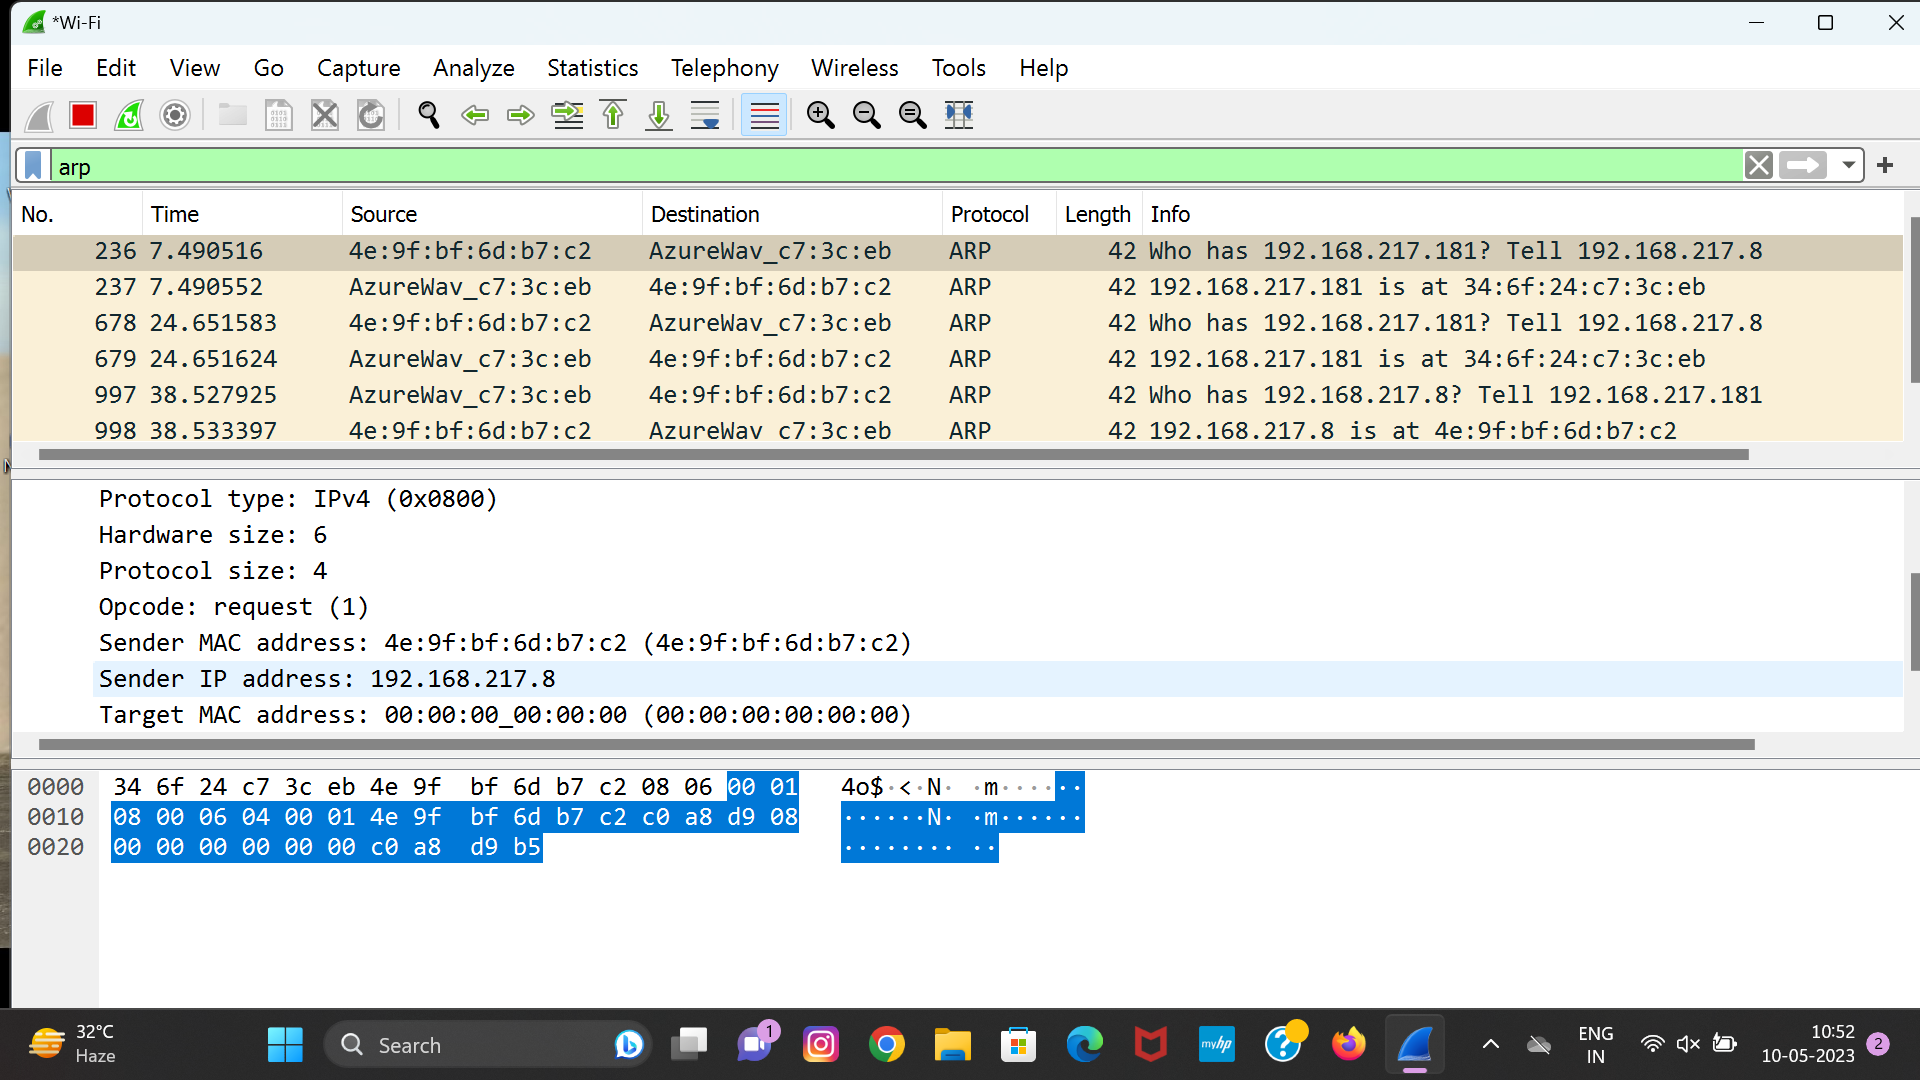 *Wi-Fi
File Edit View Go Capture Analyze Statistics Telephony Wireless Tools Help
arp
No. Time Source Destination Protocol Length Info
236 7.490516 4e:9f:bf:6d:b7:c2 AzureWav_c7:3c:eb ARP 42 Who has 192.168.217.181? Tell 192.168.217.8
237 7.490552 AzureWav_c7:3c:eb 4e:9f:bf:6d:b7:c2 ARP 42 192.168.217.181 is at 34:6f:24:c7:3c:eb
678 24.651583 4e:9f:bf:6d:b7:c2 AzureWav_c7:3c:eb ARP 42 Who has 192.168.217.181? Tell 192.168.217.8
679 24.651624 AzureWav_c7:3c:eb 4e:9f:bf:6d:b7:c2 ARP 42 192.168.217.181 is at 34:6f:24:c7:3c:eb
997 38.527925 AzureWav_c7:3c:eb 4e:9f:bf:6d:b7:c2 ARP 42 Who has 192.168.217.8? Tell 192.168.217.181
998 38.533397 4e:9f:bf:6d:b7:c2 AzureWav_c7:3c:eb ARP 42 192.168.217.8 is at 4e:9f:bf:6d:b7:c2
Protocol type: IPv4 (0x0800)
Hardware size: 6
Protocol size: 4
Opcode: request (1)
Sender MAC address: 4e:9f:bf:6d:b7:c2 (4e:9f:bf:6d:b7:c2)
Sender IP address: 192.168.217.8
Target MAC address: 00:00:00_00:00:00 (00:00:00:00:00:00)
0000 34 6f 24 c7 3c eb 4e 9f bf 6d b7 c2 08 06 00 01 4o$·<·N· ·m······
0010 08 00 06 04 00 01 4e 9f bf 6d b7 c2 c0 a8 d9 08 ······N· ·m······
0020 00 00 00 00 00 00 c0 a8 d9 b5 ········ ··
32°C
Haze
Search
1
myhp
ENG
IN
10:52
10-05-2023
2